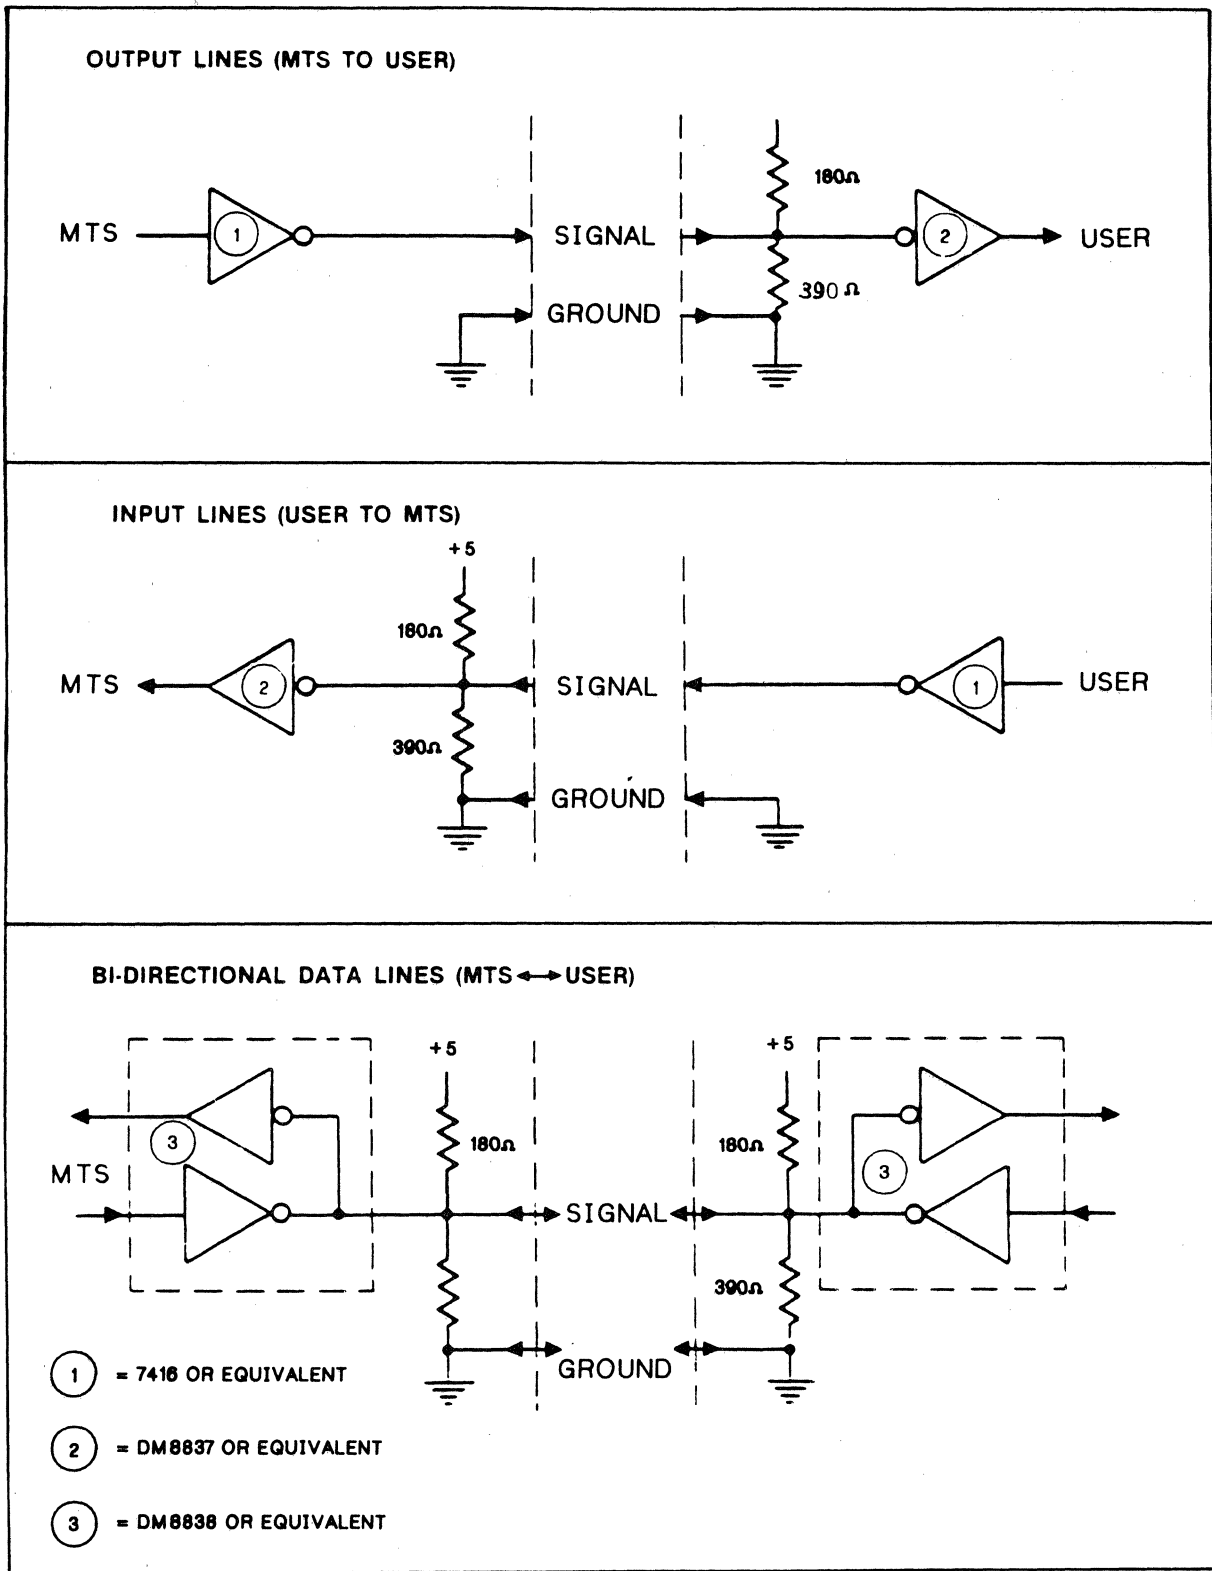 OUTPUT LINES (MTS TO USER)
180Ω
MTS 1 SIGNAL 2 USER
390 Ω
GROUND
INPUT LINES (USER TO MTS)
+5
180Ω
MTS 2 SIGNAL 1 USER
390Ω
GROUND
BI-DIRECTIONAL DATA LINES (MTS ↔ USER)
+5 +5
3 180Ω 180Ω 3
MTS
SIGNAL
390Ω
GROUND
1 = 7416 OR EQUIVALENT
2 = DM8837 OR EQUIVALENT
3 = DM8838 OR EQUIVALENT